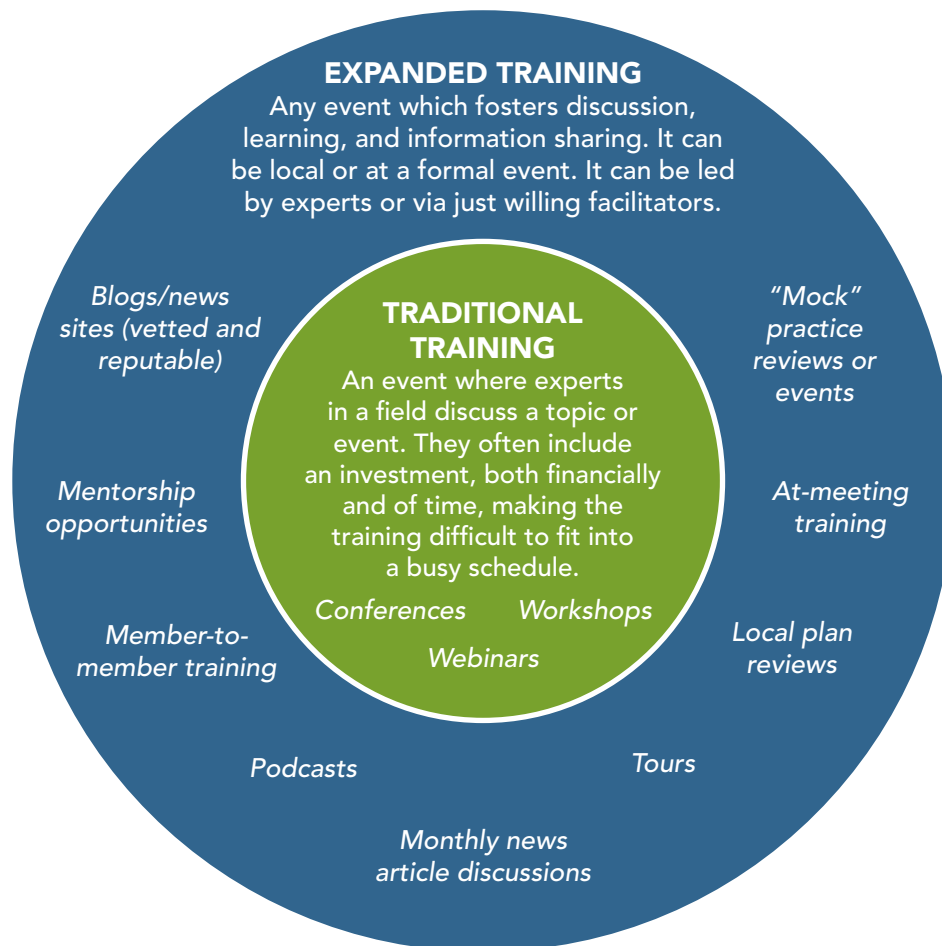 EXPANDED TRAINING
Any event which fosters discussion,
learning, and information sharing. It can
be local or at a formal event. It can be led
by experts or via just willing facilitators.
Blogs/news
sites (vetted and
reputable)
Mentorship
opportunities
Member-to-
member training
Podcasts
Monthly news
article discussions
Tours
Local plan
reviews
At-meeting
training
“Mock”
practice
reviews or
events
TRADITIONAL
TRAINING
An event where experts
in a field discuss a topic or
event. They often include
an investment, both financially
and of time, making the
training difficult to fit into
a busy schedule.
Conferences
Workshops
Webinars